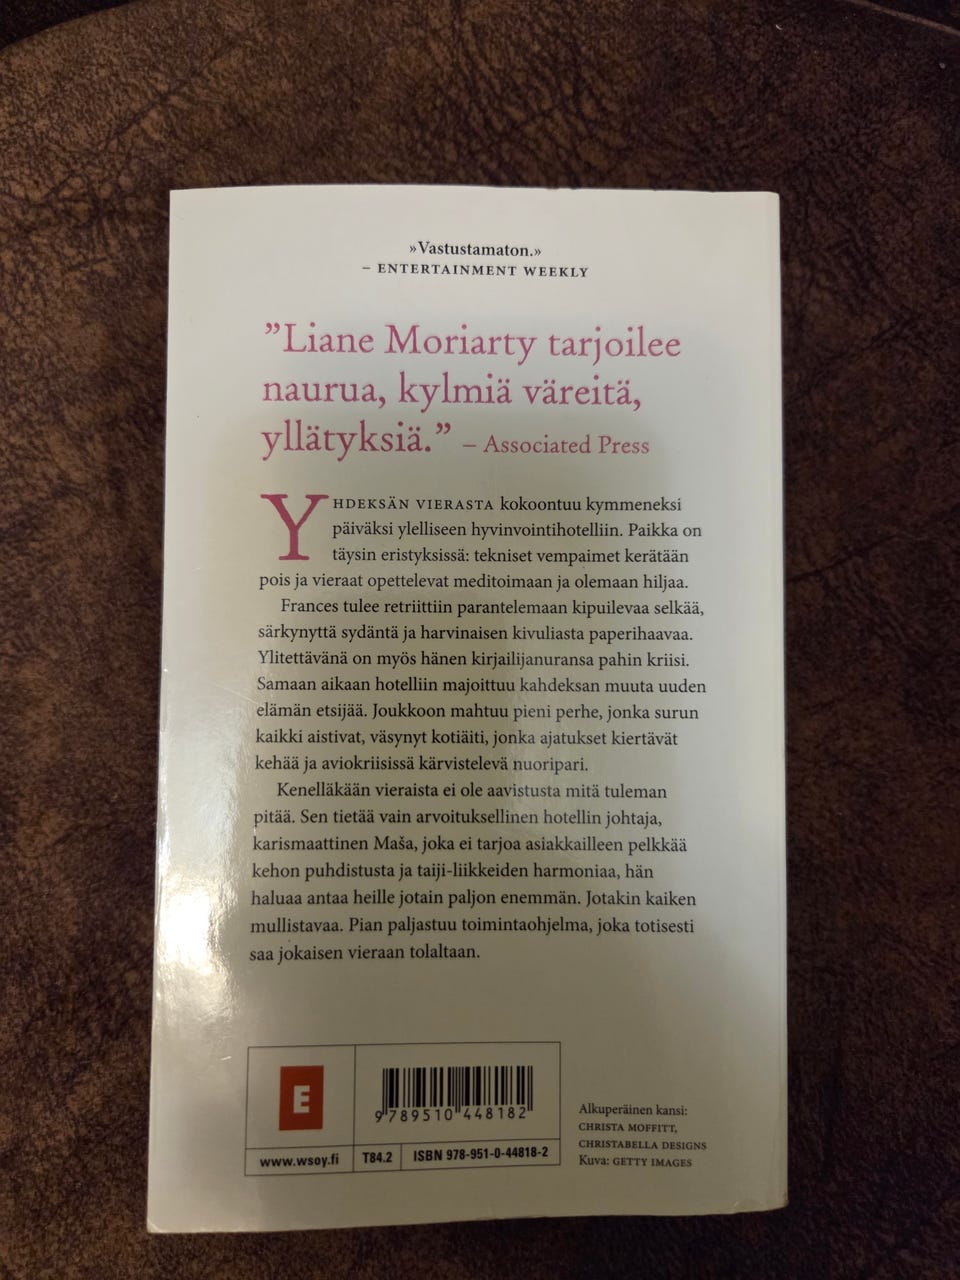 »Vastustamaton.»
– ENTERTAINMENT WEEKLY
”Liane Moriarty tarjoilee
naurua, kylmiä väreitä,
yllätyksiä.” – Associated Press
YHDEKSÄN VIERASTA kokoontuu kymmeneksi
päiväksi ylelliseen hyvinvointihotelliin. Paikka on
täysin eristyksissä: tekniset vempaimet kerätään
pois ja vieraat opettelevat meditoimaan ja olemaan hiljaa.
Frances tulee retriittiin parantelemaan kipuilevaa selkää,
särkynyttä sydäntä ja harvinaisen kivuliasta paperihaavaa.
Ylitettävänä on myös hänen kirjailijanuransa pahin kriisi.
Samaan aikaan hotelliin majoittuu kahdeksan muuta uuden
elämän etsijää. Joukkoon mahtuu pieni perhe, jonka surun
kaikki aistivat, väsynyt kotiäiti, jonka ajatukset kiertävät
kehää ja aviokriisissä kärvistelevä nuoripari.
Kenelläkään vieraista ei ole aavistusta mitä tuleman
pitää. Sen tietää vain arvoituksellinen hotellin johtaja,
karismaattinen Maša, joka ei tarjoa asiakkailleen pelkkää
kehon puhdistusta ja taiji-liikkeiden harmoniaa, hän
haluaa antaa heille jotain paljon enemmän. Jotakin kaiken
mullistavaa. Pian paljastuu toimintaohjelma, joka totisesti
saa jokaisen vieraan tolaltaan.
E
9 789510 448182
www.wsoy.fi
T84.2
ISBN 978-951-0-44818-2
Alkuperäinen kansi:
CHRISTA MOFFITT,
CHRISTABELLA DESIGNS
Kuva: GETTY IMAGES